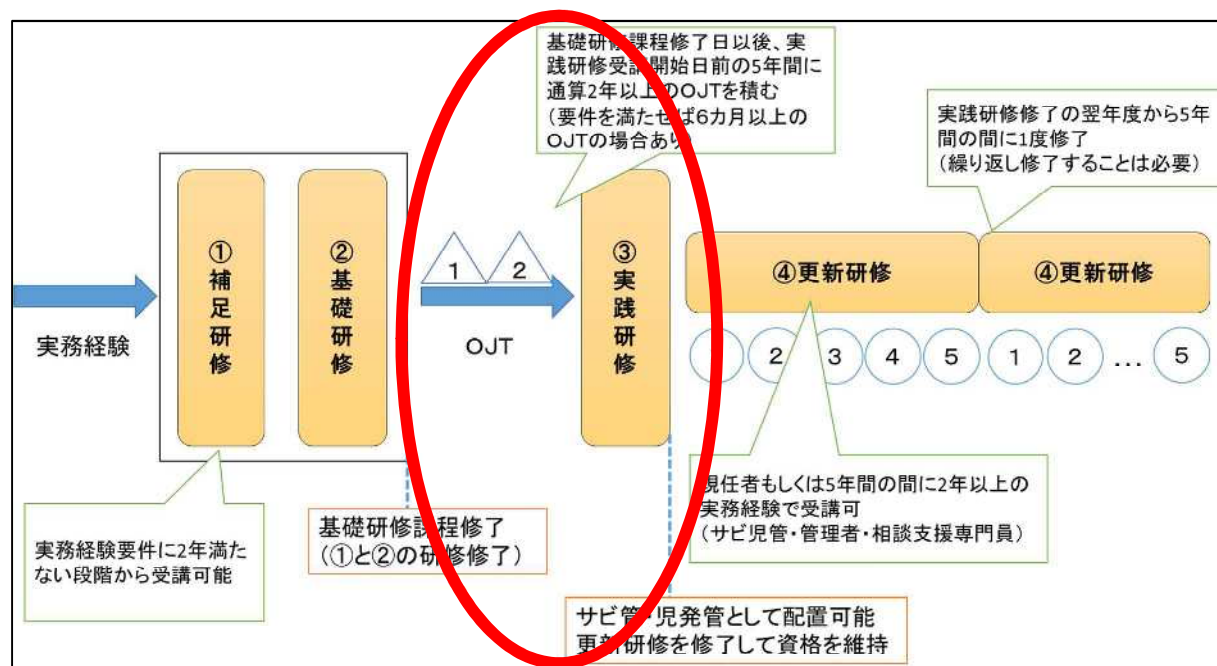 基礎研修課程修了日以後、実
践研修受講開始日前の5年間に
通算2年以上のOJTを積む
(要件を満たせば6カ月以上の
OJTの場合あり)
実践研修修了の翌年度から5年
間の間に1度修了
(繰り返し修了することは必要)
実務経験
①補足研修
②基礎研修
1
2
OJT
③実践研修
④更新研修
④更新研修
2
3
4
5
1
2
…
5
実務経験要件に2年満た
ない段階から受講可能
基礎研修課程修了
(①と②の研修修了)
現任者もしくは5年間の間に2年以上の
実務経験で受講可
(サビ児管・管理者・相談支援専門員)
サビ管・児発管として配置可能
更新研修を修了して資格を維持